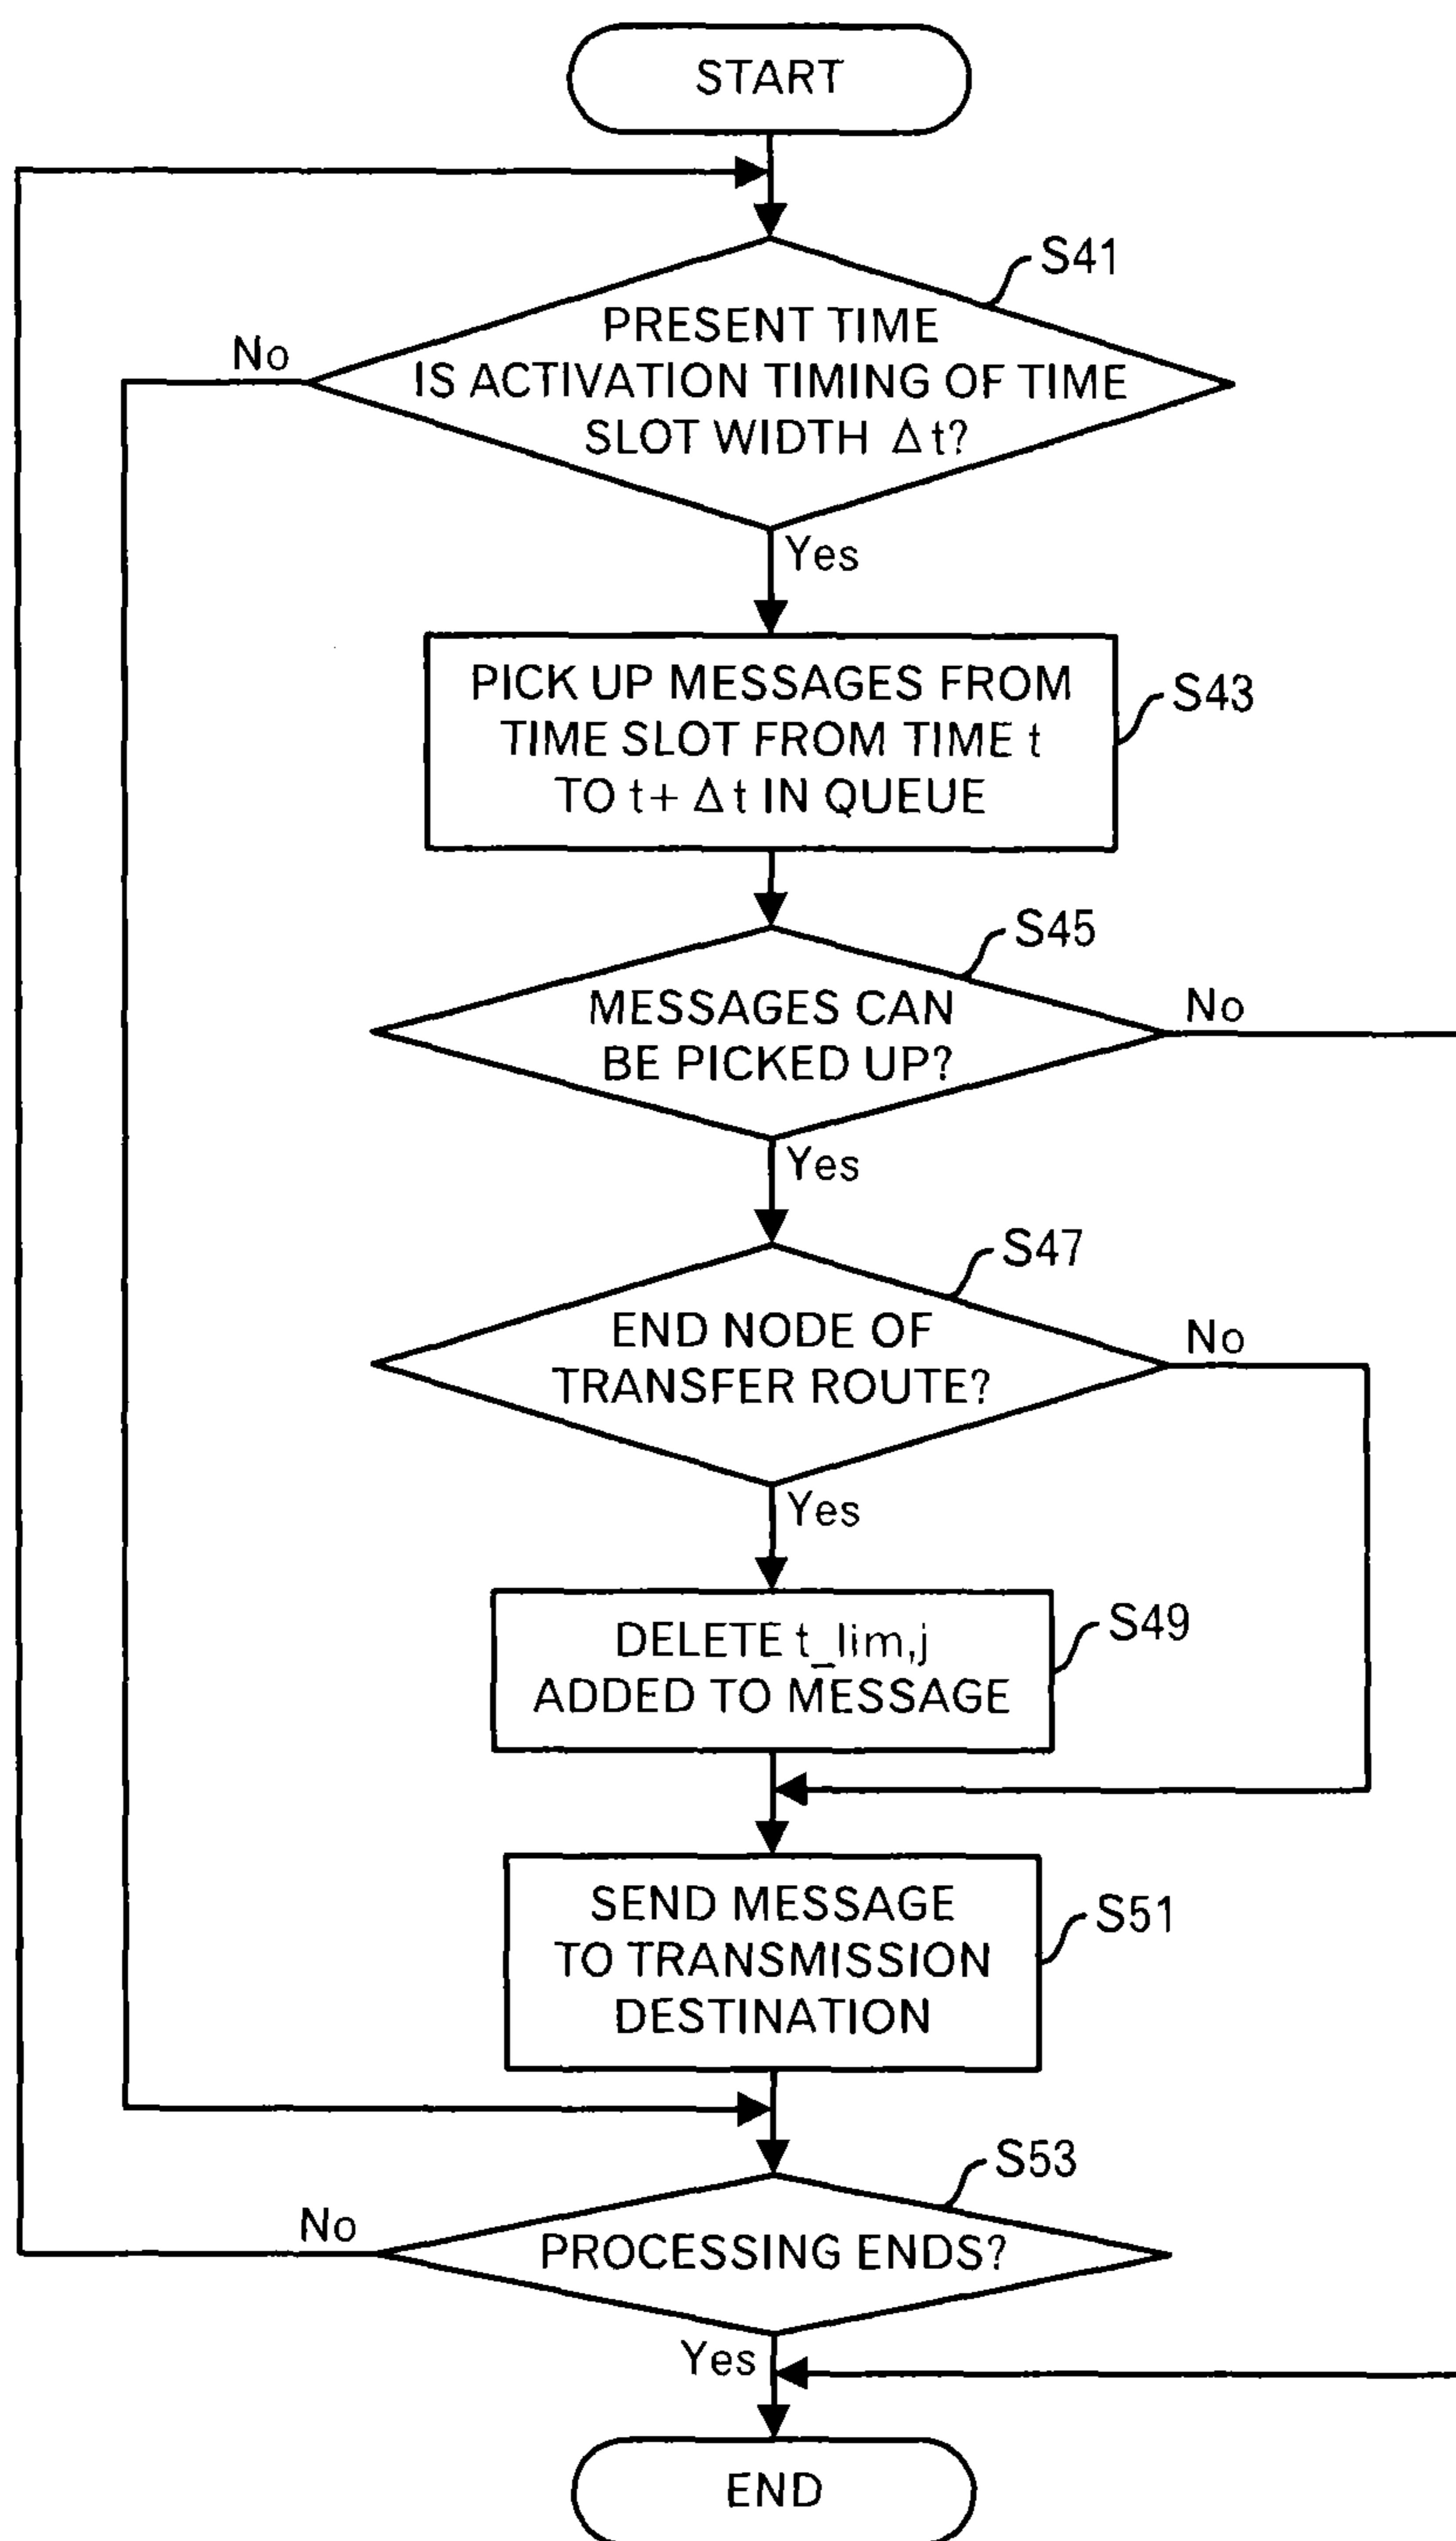 START
S41
PRESENT TIME
IS ACTIVATION TIMING OF TIME
SLOT WIDTH Δt?
No
Yes
PICK UP MESSAGES FROM
TIME SLOT FROM TIME t
TO t+ Δt IN QUEUE
S43
S45
MESSAGES CAN
BE PICKED UP?
No
Yes
S47
END NODE OF
TRANSFER ROUTE?
No
Yes
DELETE t_lim,j
ADDED TO MESSAGE
S49
SEND MESSAGE
TO TRANSMISSION
DESTINATION
S51
S53
No
PROCESSING ENDS?
Yes
END